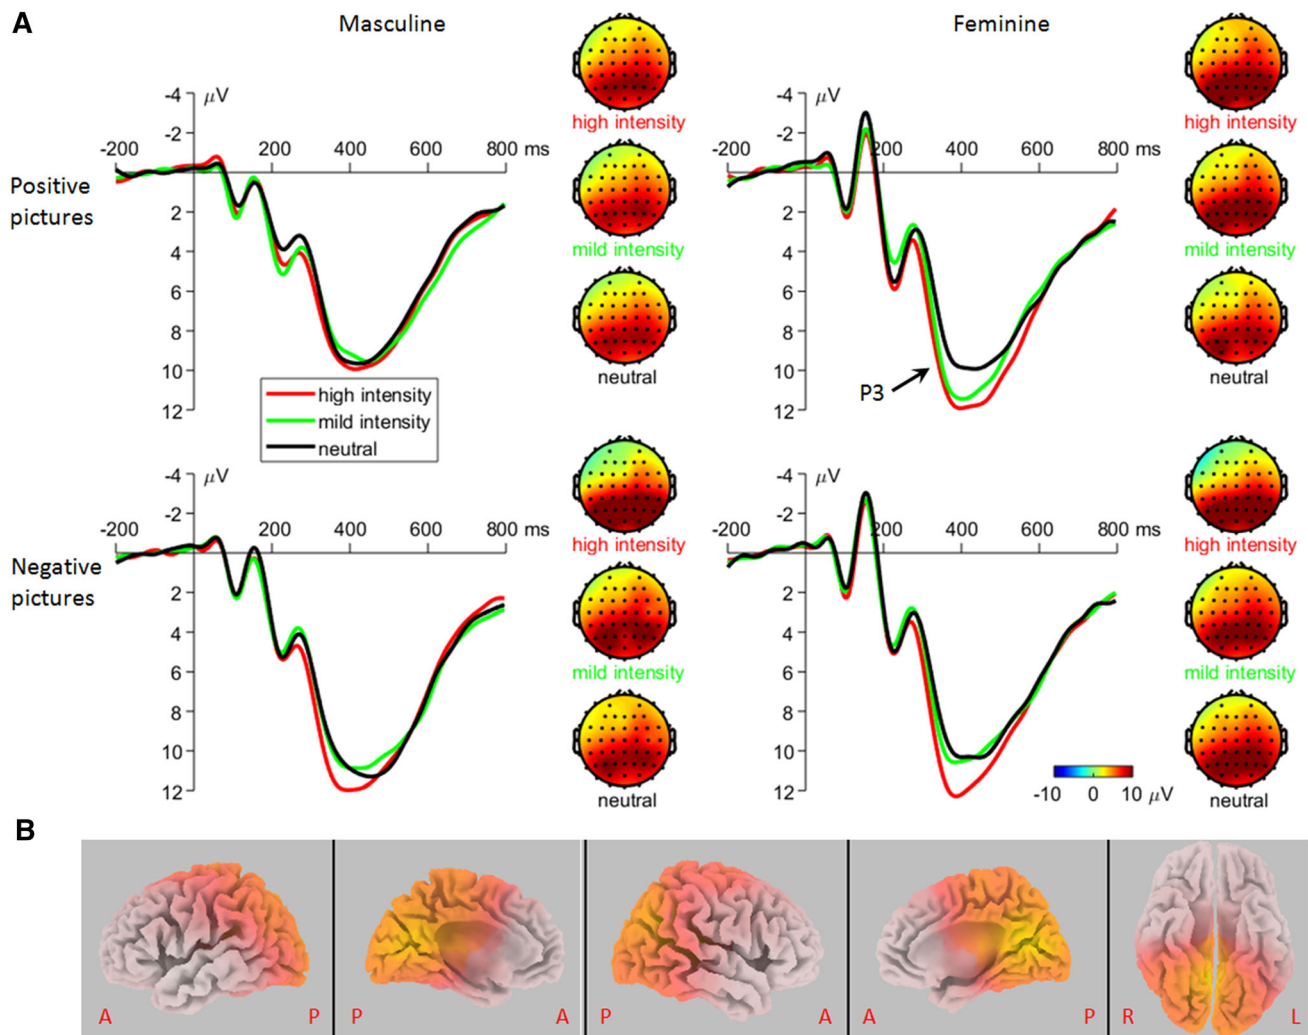 A
Masculine
Feminine
Positive
pictures
-4
μV
-2
-200
200
400
600
800 ms
2
4
6
8
10
12
high intensity
mild intensity
neutral
high intensity
mild intensity
neutral
-4
μV
-2
-200
200
400
600
800 ms
2
4
6
8
10
12
P3
high intensity
mild intensity
neutral
Negative
pictures
-4
μV
-2
-200
200
400
600
800 ms
2
4
6
8
10
12
high intensity
mild intensity
neutral
-4
μV
-2
-200
200
400
600
800 ms
2
4
6
8
10
12
-10 0 10 μV
high intensity
mild intensity
neutral
B
A P
P A
P A
A P
R L